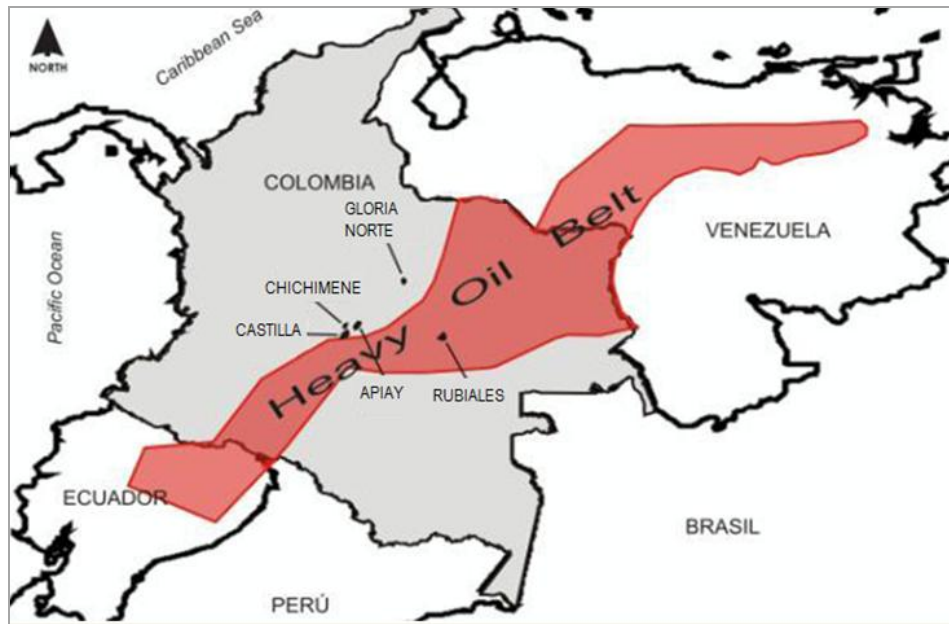 NORTH
Caribbean Sea
COLOMBIA
GLORIA
NORTE
VENEZUELA
Pacific Ocean
CHICHIMENE
CASTILLA
APIAY
RUBIALES
Heavy Oil Belt
ECUADOR
BRASIL
PERÚ